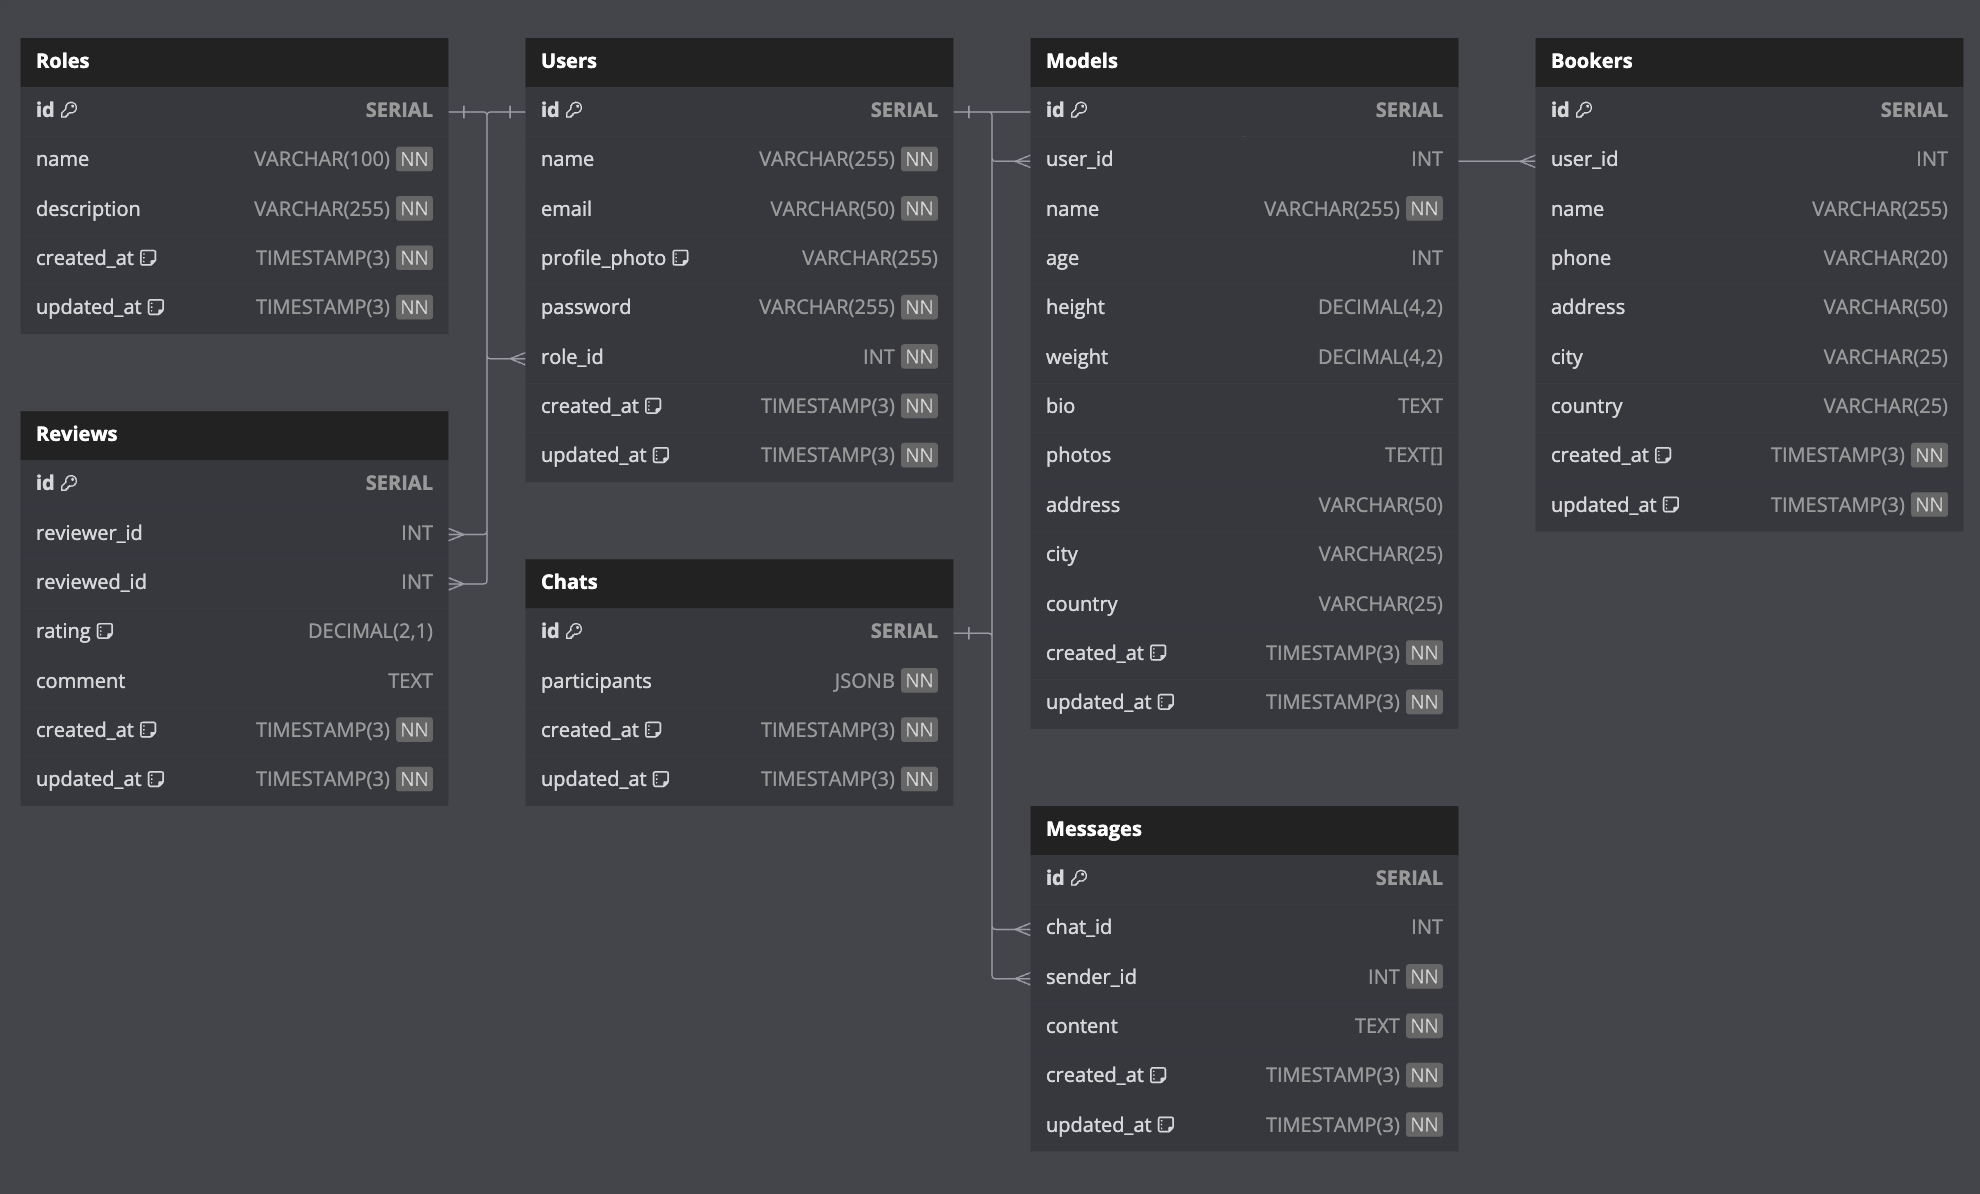 Roles
id SERIAL
name VARCHAR(100) NN
description VARCHAR(255) NN
created_at TIMESTAMP(3) NN
updated_at TIMESTAMP(3) NN
Reviews
id SERIAL
reviewer_id INT
reviewed_id INT
rating DECIMAL(2,1)
comment TEXT
created_at TIMESTAMP(3) NN
updated_at TIMESTAMP(3) NN
Users
id SERIAL
name VARCHAR(255) NN
email VARCHAR(50) NN
profile_photo VARCHAR(255)
password VARCHAR(255) NN
role_id INT NN
created_at TIMESTAMP(3) NN
updated_at TIMESTAMP(3) NN
Chats
id SERIAL
participants JSONB NN
created_at TIMESTAMP(3) NN
updated_at TIMESTAMP(3) NN
Models
id SERIAL
user_id INT
name VARCHAR(255) NN
age INT
height DECIMAL(4,2)
weight DECIMAL(4,2)
bio TEXT
photos TEXT[]
address VARCHAR(50)
city VARCHAR(25)
country VARCHAR(25)
created_at TIMESTAMP(3) NN
updated_at TIMESTAMP(3) NN
Messages
id SERIAL
chat_id INT
sender_id INT NN
content TEXT NN
created_at TIMESTAMP(3) NN
updated_at TIMESTAMP(3) NN
Bookers
id SERIAL
user_id INT
name VARCHAR(255)
phone VARCHAR(20)
address VARCHAR(50)
city VARCHAR(25)
country VARCHAR(25)
created_at TIMESTAMP(3) NN
updated_at TIMESTAMP(3) NN